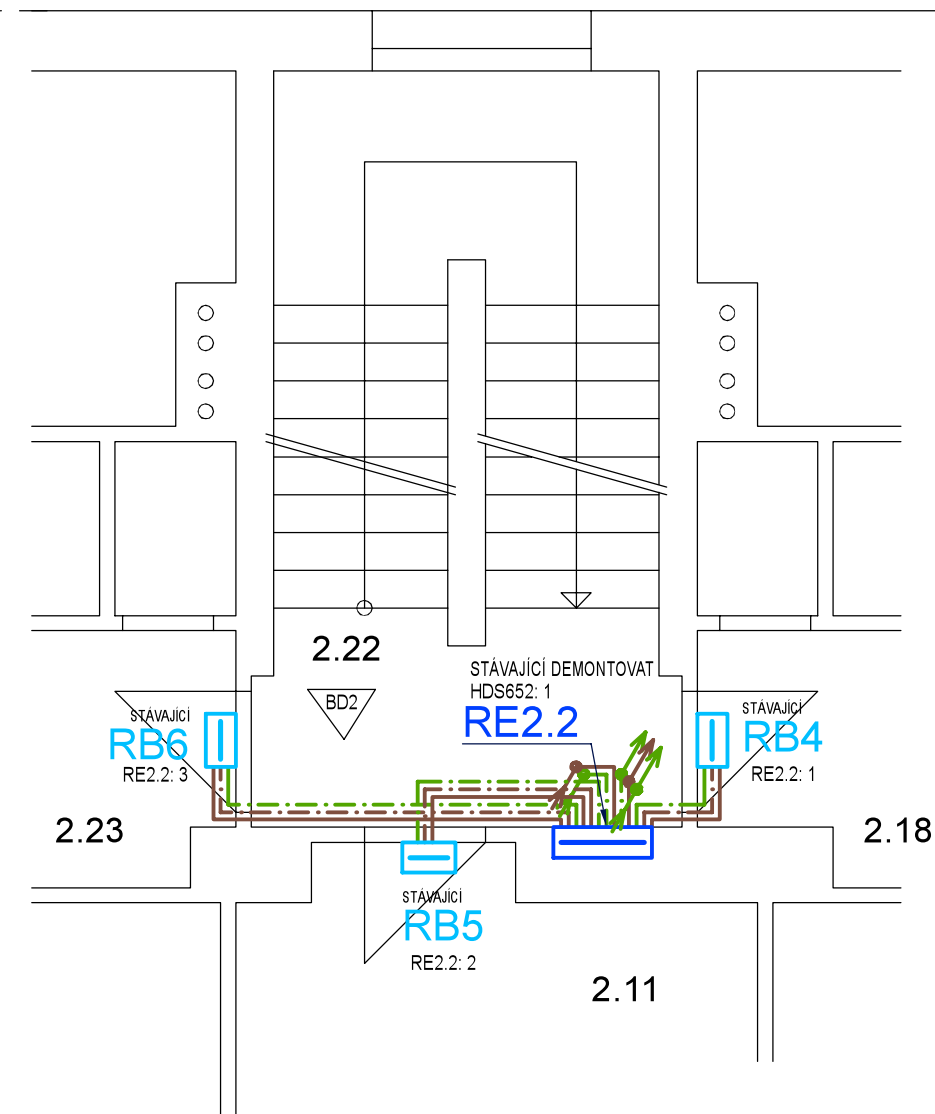 2.22
BD2
STÁVAJÍCÍ DEMONTOVAT
HDS652: 1
RE2.2
STÁVAJÍCÍ
RB6
RE2.2: 3
STÁVAJÍCÍ
RB4
RE2.2: 1
2.23
2.18
STÁVAJÍCÍ
RB5
RE2.2: 2
2.11